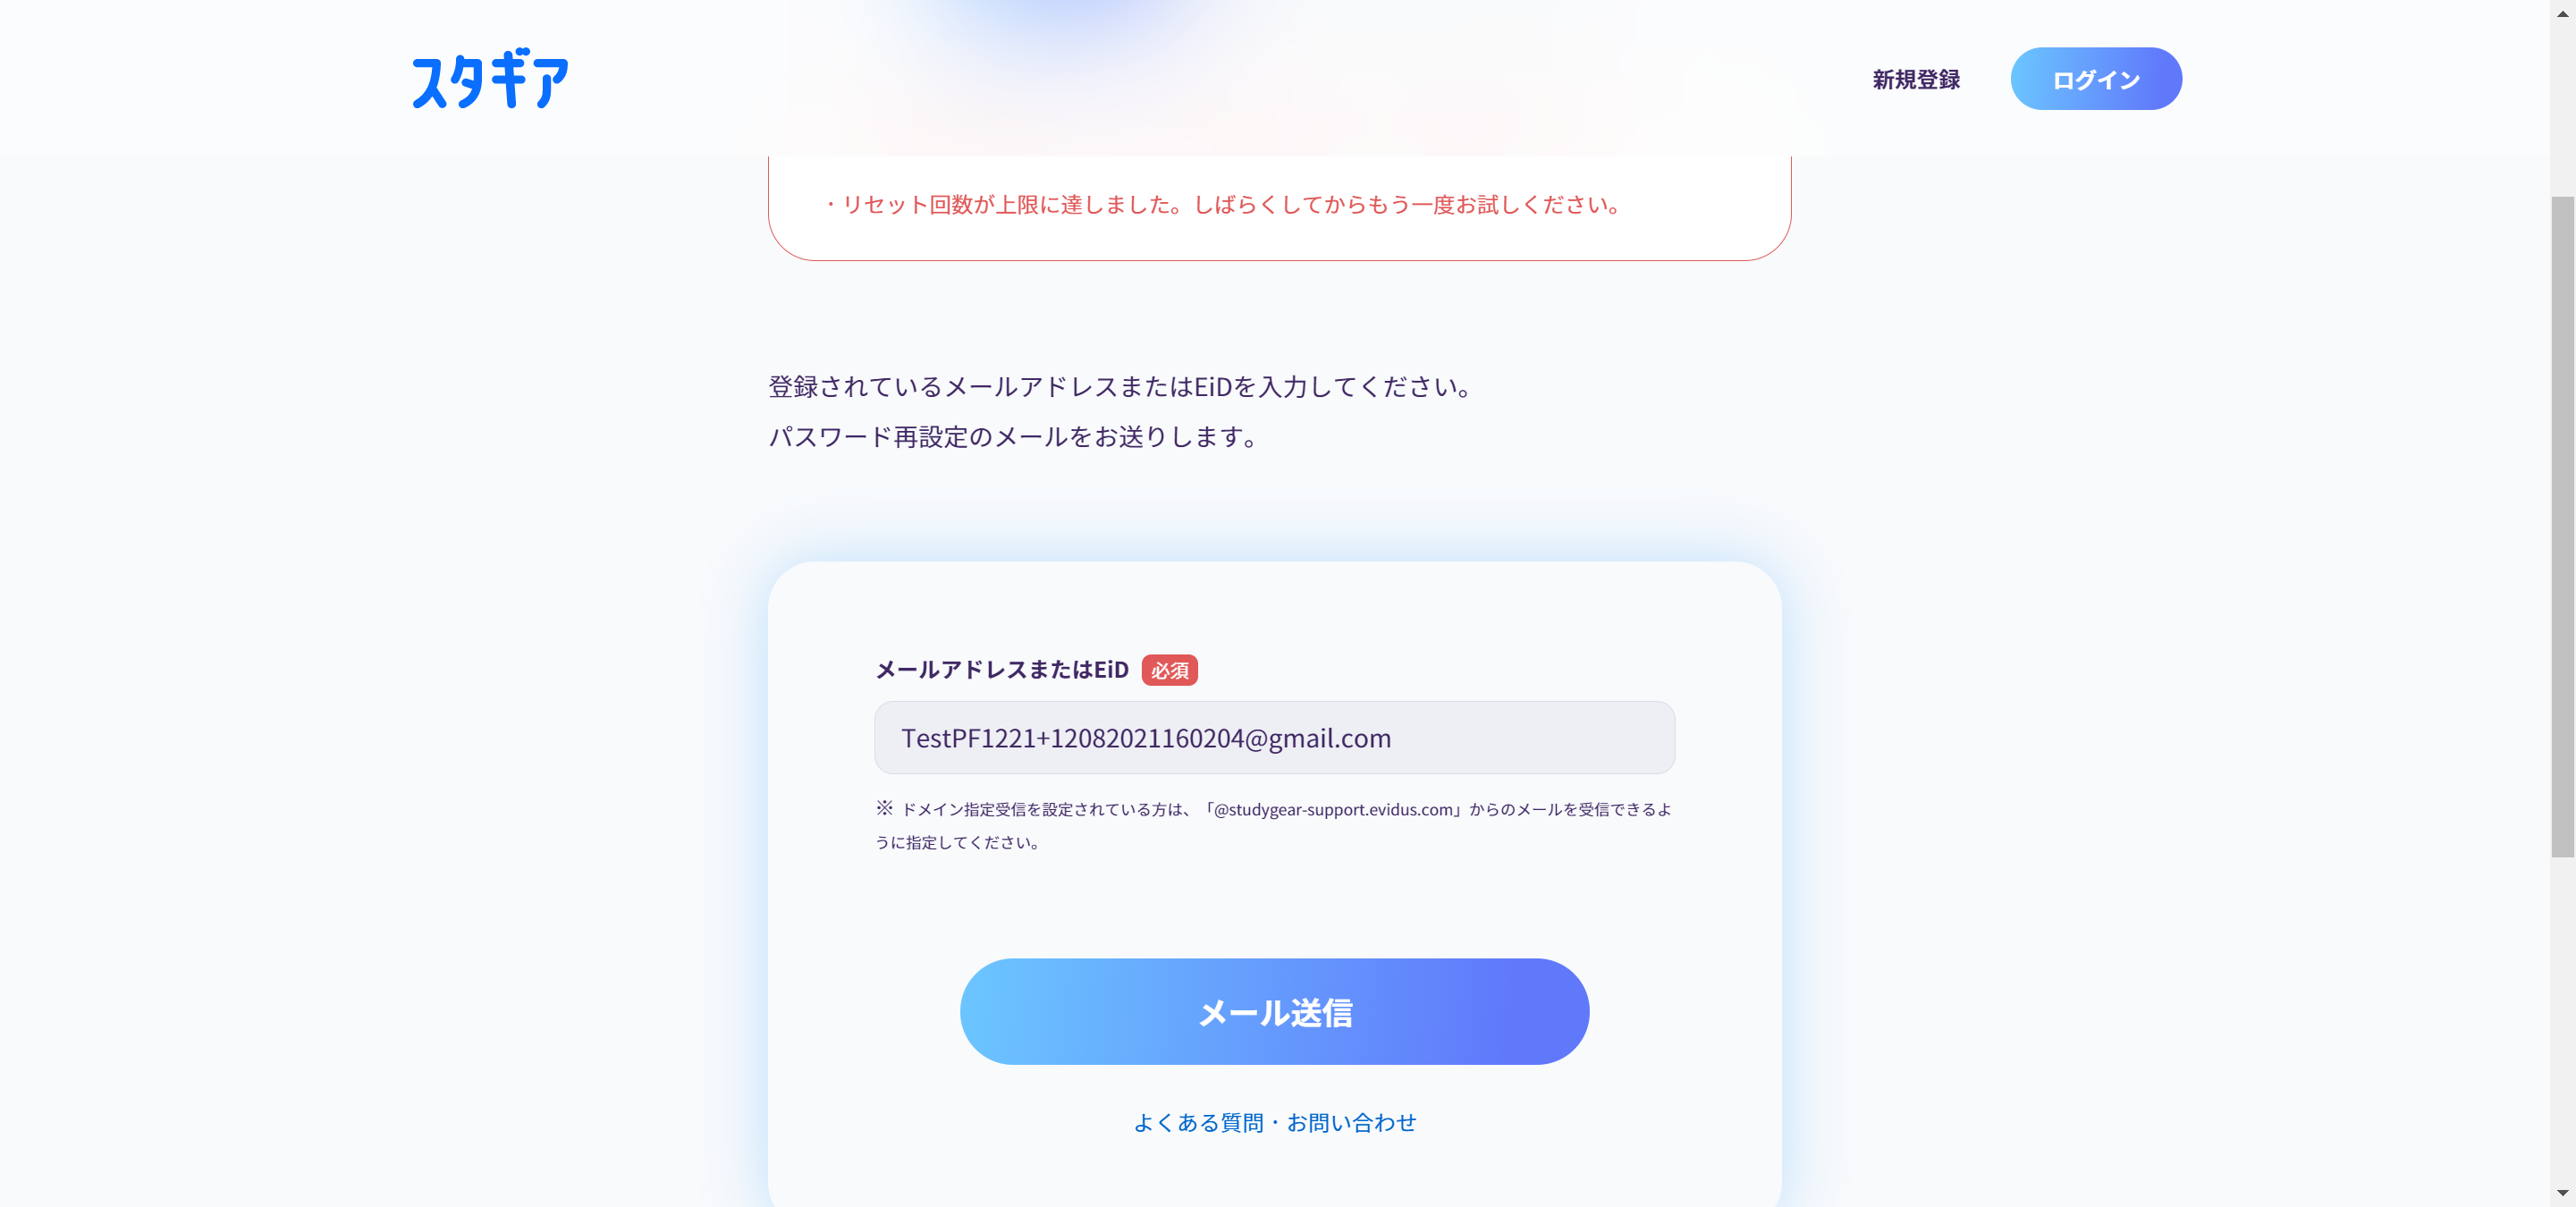 スタギア
新規登録
ログイン
・リセット回数が上限に達しました。しばらくしてからもう一度お試しください。
登録されているメールアドレスまたはEiDを入力してください。
パスワード再設定のメールをお送りします。
メールアドレスまたはEiD 必須
TestPF1221+12082021160204@gmail.com
※ ドメイン指定受信を設定されている方は、「@studygear-support.evidus.com」からのメールを受信できるよ
うに指定してください。
メール送信
よくある質問・お問い合わせ